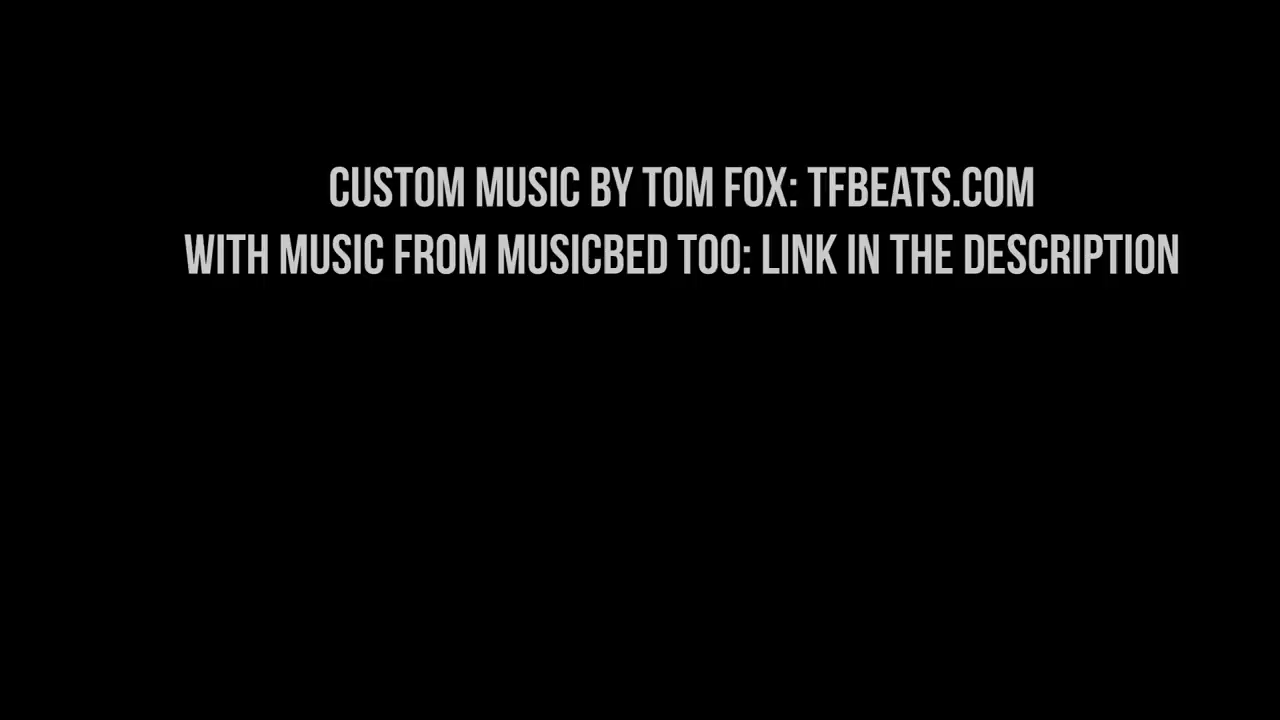 CUSTOM MUSIC BY TOM FOX: TFBEATS.COM
WITH MUSIC FROM MUSICBED TOO: LINK IN THE DESCRIPTION